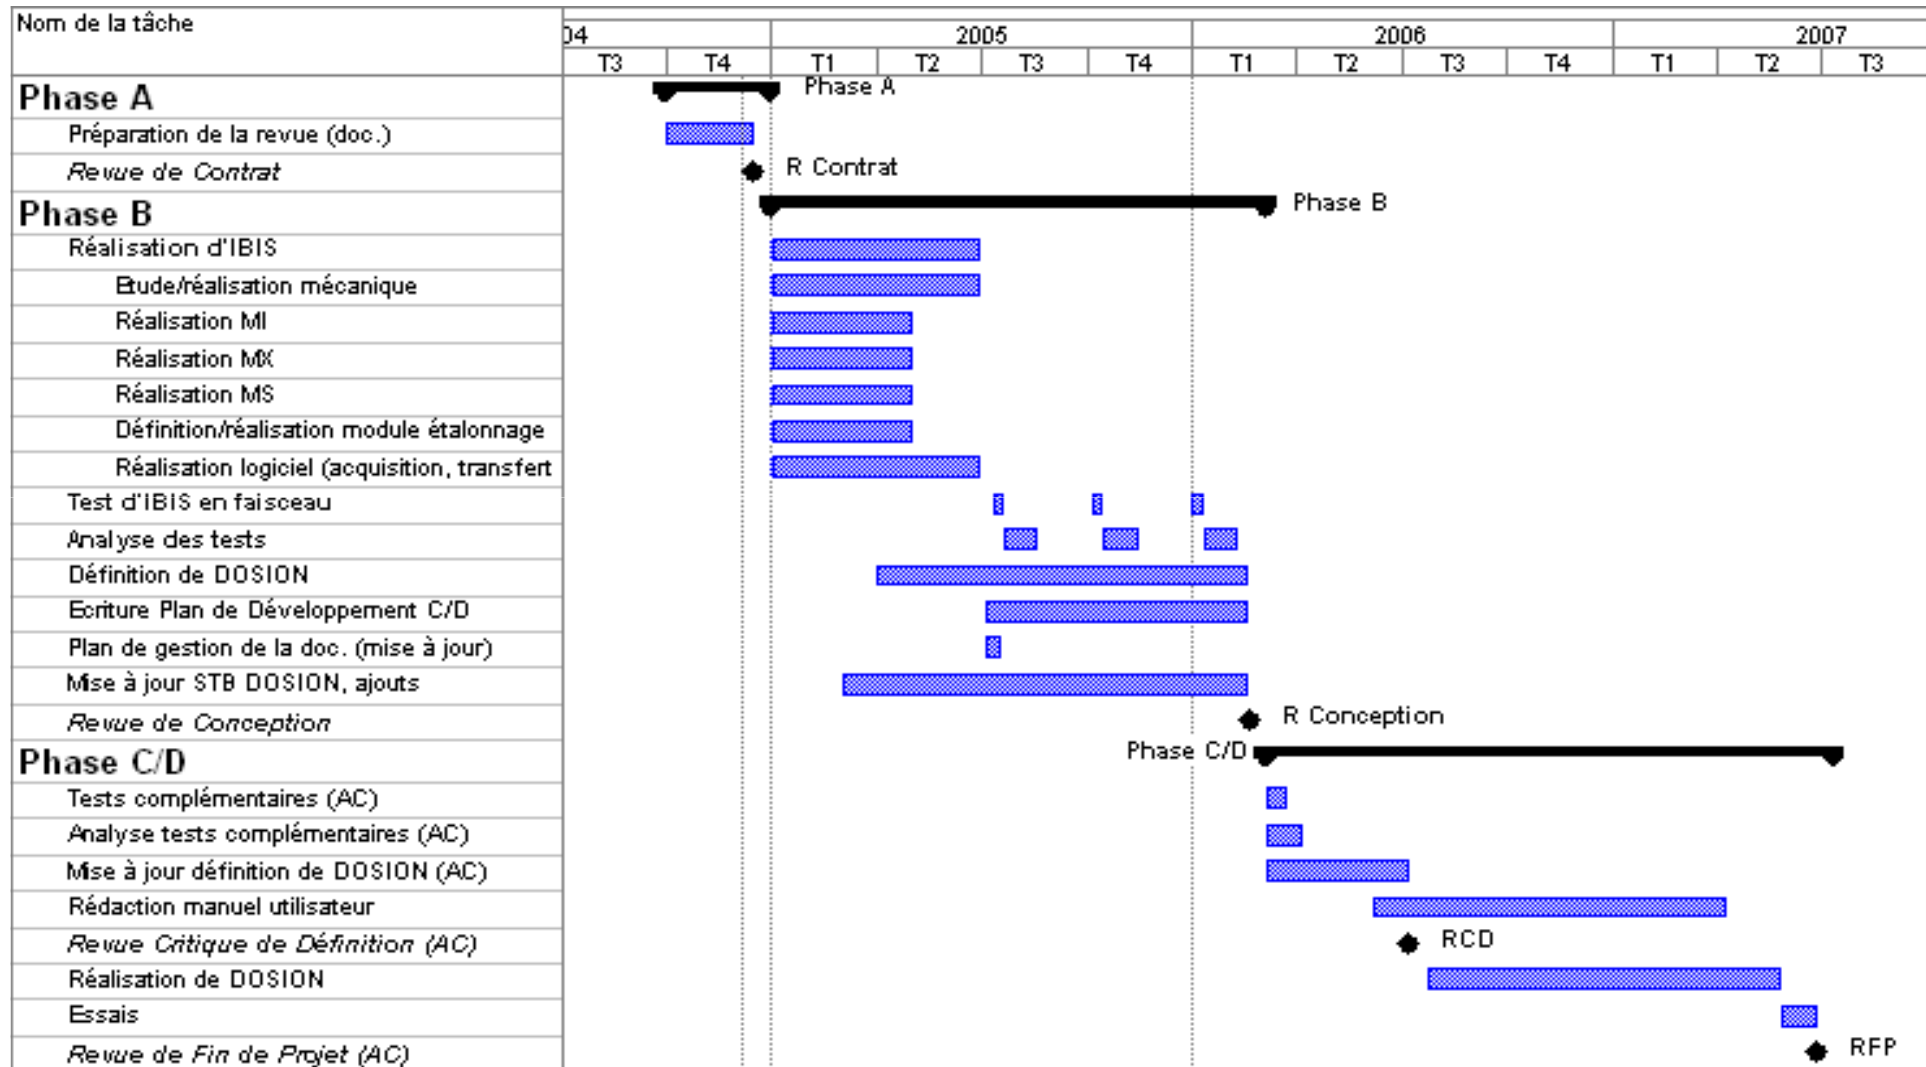 Nom de la tâche
04 2005 2006 2007
T3 T4 T1 T2 T3 T4 T1 T2 T3 T4 T1 T2 T3
Phase A Phase A
Préparation de la revue (doc.)
Revue de Contrat R Contrat
Phase B Phase B
Réalisation d'IBIS
Etude/réalisation mécanique
Réalisation MI
Réalisation MX
Réalisation MS
Définition/réalisation module étalonnage
Réalisation logiciel (acquisition, transfert
Test d'IBIS en faisceau
Analyse des tests
Définition de DOSION
Ecriture Plan de Développement C/D
Plan de gestion de la doc. (mise à jour)
Mise à jour STB DOSION, ajouts
Revue de Conception R Conception
Phase C/D Phase C/D
Tests complémentaires (AC)
Analyse tests complémentaires (AC)
Mise à jour définition de DOSION (AC)
Rédaction manuel utilisateur
Revue Critique de Définition (AC) RCD
Réalisation de DOSION
Essais
Revue de Fin de Projet (AC) RFP